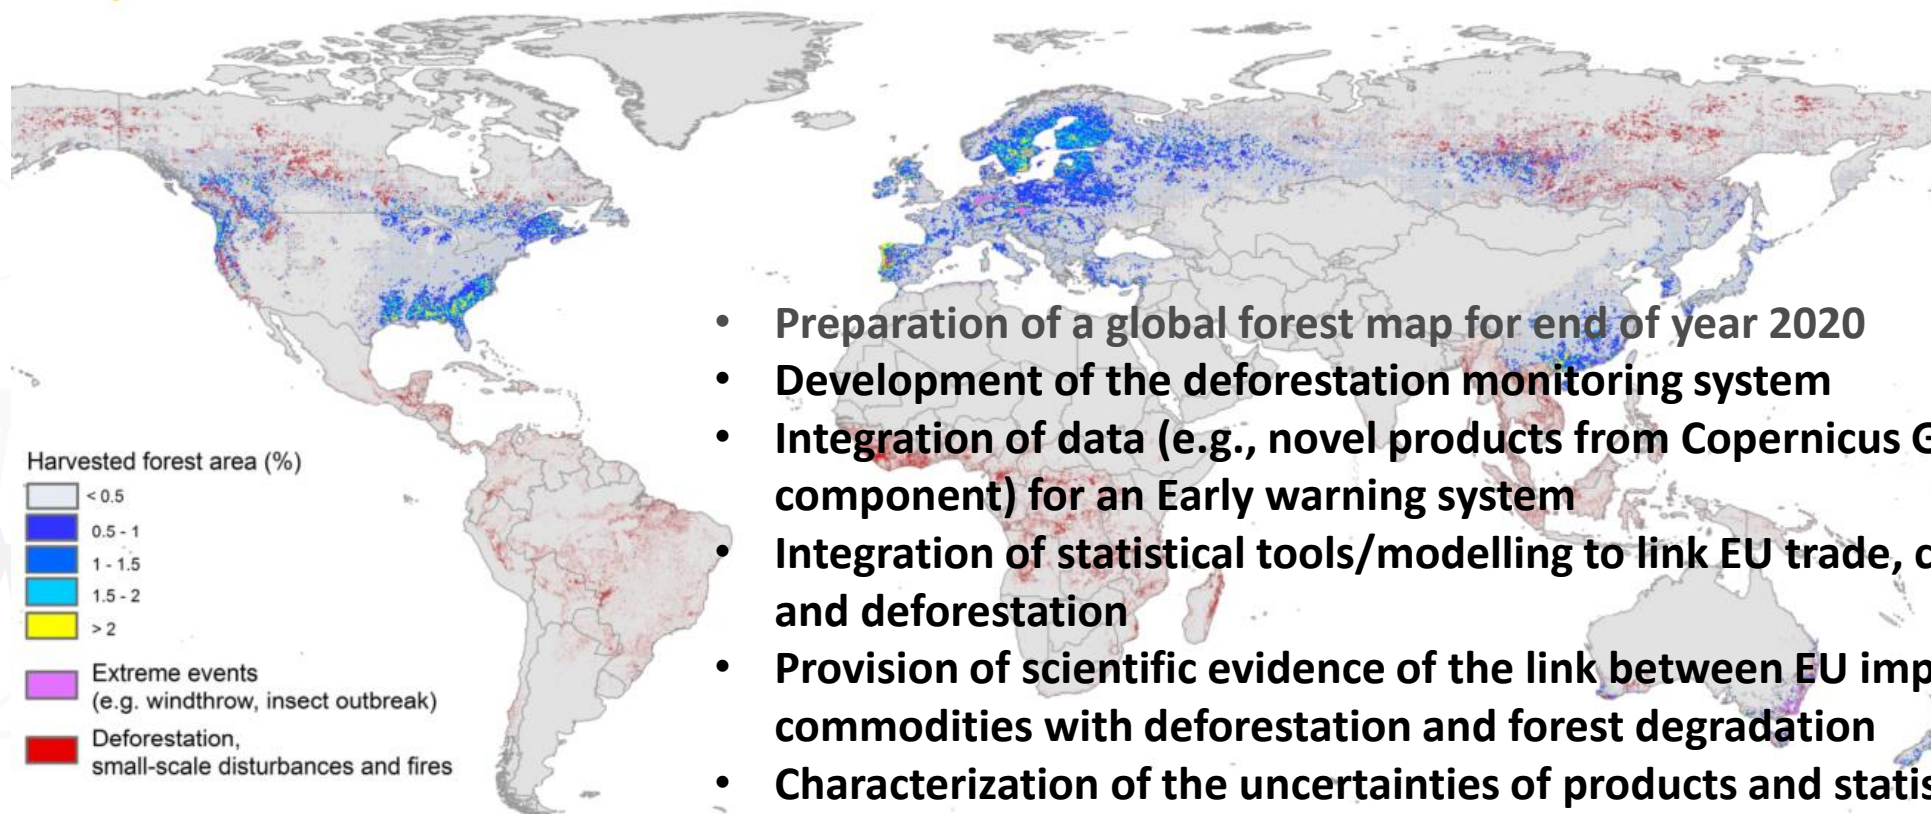 • Preparation of a global forest map for end of year 2020
• Development of the deforestation monitoring system
• Integration of data (e.g., novel products from Copernicus G
component) for an Early warning system
• Integration of statistical tools/modelling to link EU trade, c
and deforestation
• Provision of scientific evidence of the link between EU imp
commodities with deforestation and forest degradation
• Characterization of the uncertainties of products and statis
Harvested forest area (%)
< 0.5
0.5 - 1
1 - 1.5
1.5 - 2
> 2
Extreme events
(e.g. windthrow, insect outbreak)
Deforestation,
small-scale disturbances and fires